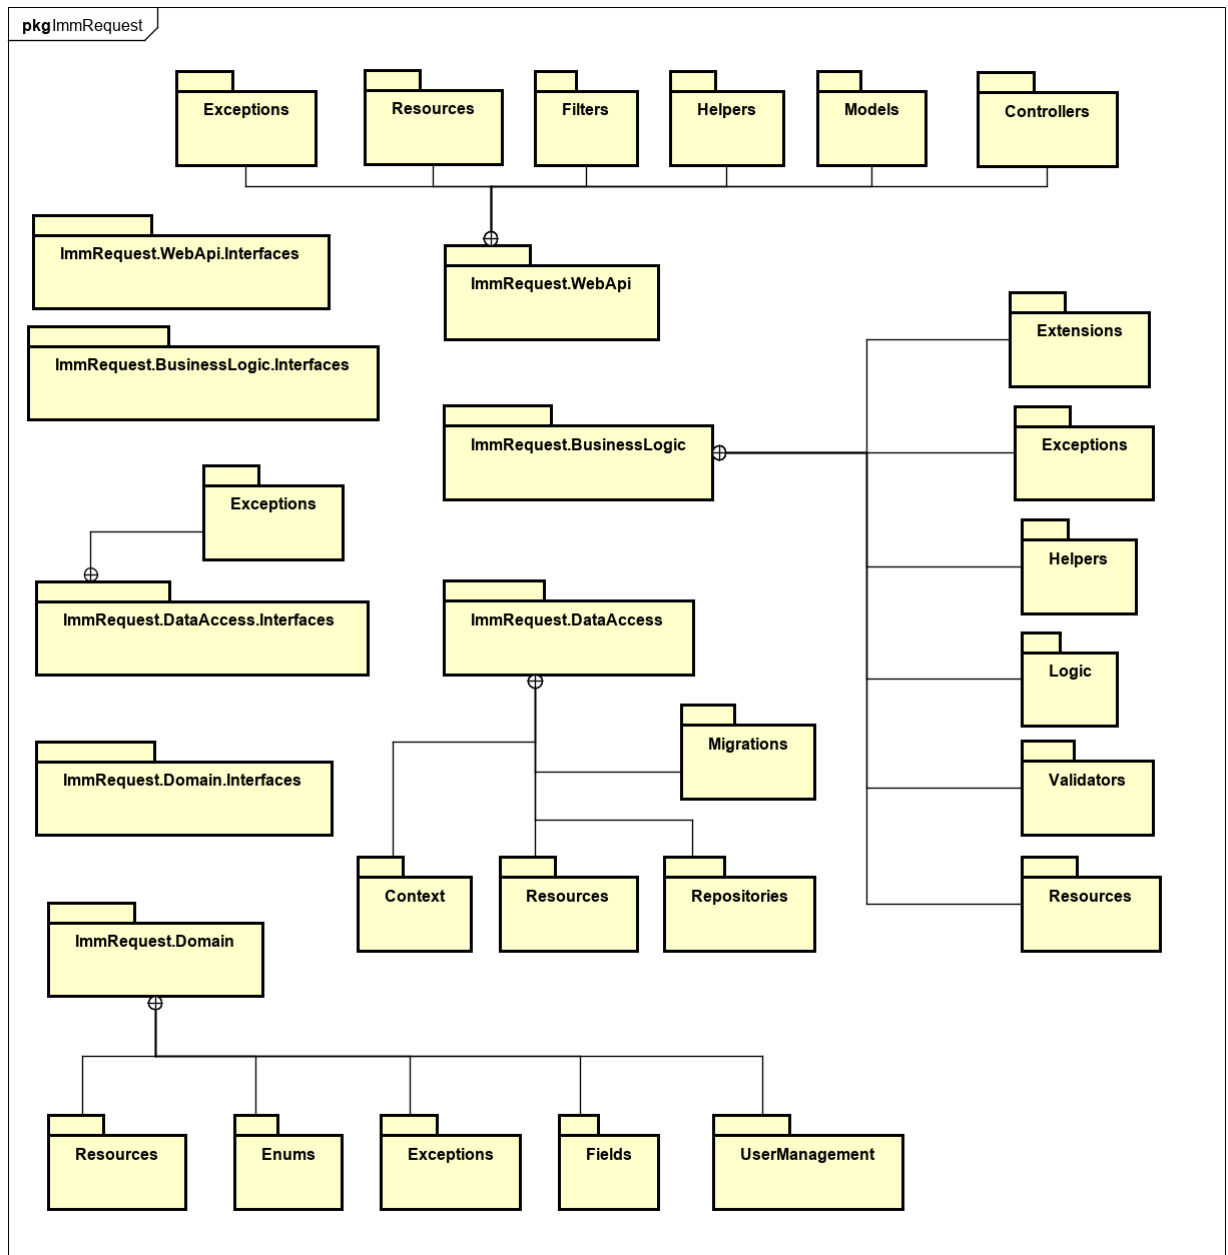 pkg ImmRequest
Exceptions
Resources
Filters
Helpers
Models
Controllers
ImmRequest.WebApi.Interfaces
ImmRequest.WebApi
ImmRequest.BusinessLogic.Interfaces
Extensions
ImmRequest.BusinessLogic
Exceptions
Exceptions
Helpers
ImmRequest.DataAccess.Interfaces
ImmRequest.DataAccess
Logic
Migrations
ImmRequest.Domain.Interfaces
Validators
Context
Resources
Repositories
Resources
ImmRequest.Domain
Resources
Enums
Exceptions
Fields
UserManagement